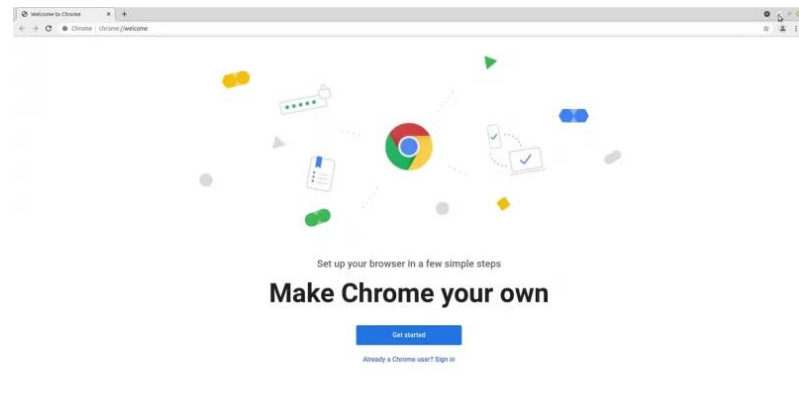 Welcome to Chrome
Chrome | chrome://welcome
Set up your browser in a few simple steps
Make Chrome your own
Get started
Already a Chrome user? Sign in